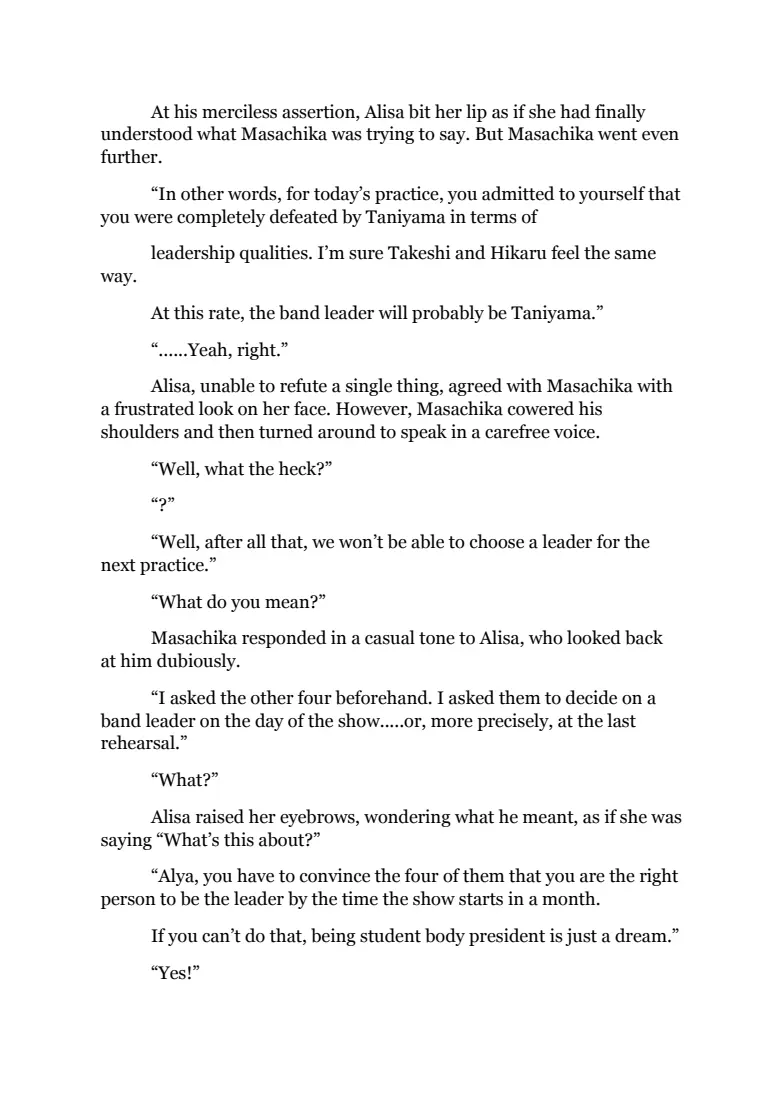 At his merciless assertion, Alisa bit her lip as if she had finally
understood what Masachika was trying to say. But Masachika went even
further.
“In other words, for today’s practice, you admitted to yourself that
you were completely defeated by Taniyama in terms of
leadership qualities. I’m sure Takeshi and Hikaru feel the same
way.
At this rate, the band leader will probably be Taniyama.”
“......Yeah, right.”
Alisa, unable to refute a single thing, agreed with Masachika with
a frustrated look on her face. However, Masachika cowered his
shoulders and then turned around to speak in a carefree voice.
“Well, what the heck?”
“?”
“Well, after all that, we won’t be able to choose a leader for the
next practice.”
“What do you mean?”
Masachika responded in a casual tone to Alisa, who looked back
at him dubiously.
“I asked the other four beforehand. I asked them to decide on a
band leader on the day of the show.....or, more precisely, at the last
rehearsal.”
“What?”
Alisa raised her eyebrows, wondering what he meant, as if she was
saying “What’s this about?”
“Alya, you have to convince the four of them that you are the right
person to be the leader by the time the show starts in a month.
If you can’t do that, being student body president is just a dream.”
“Yes!”